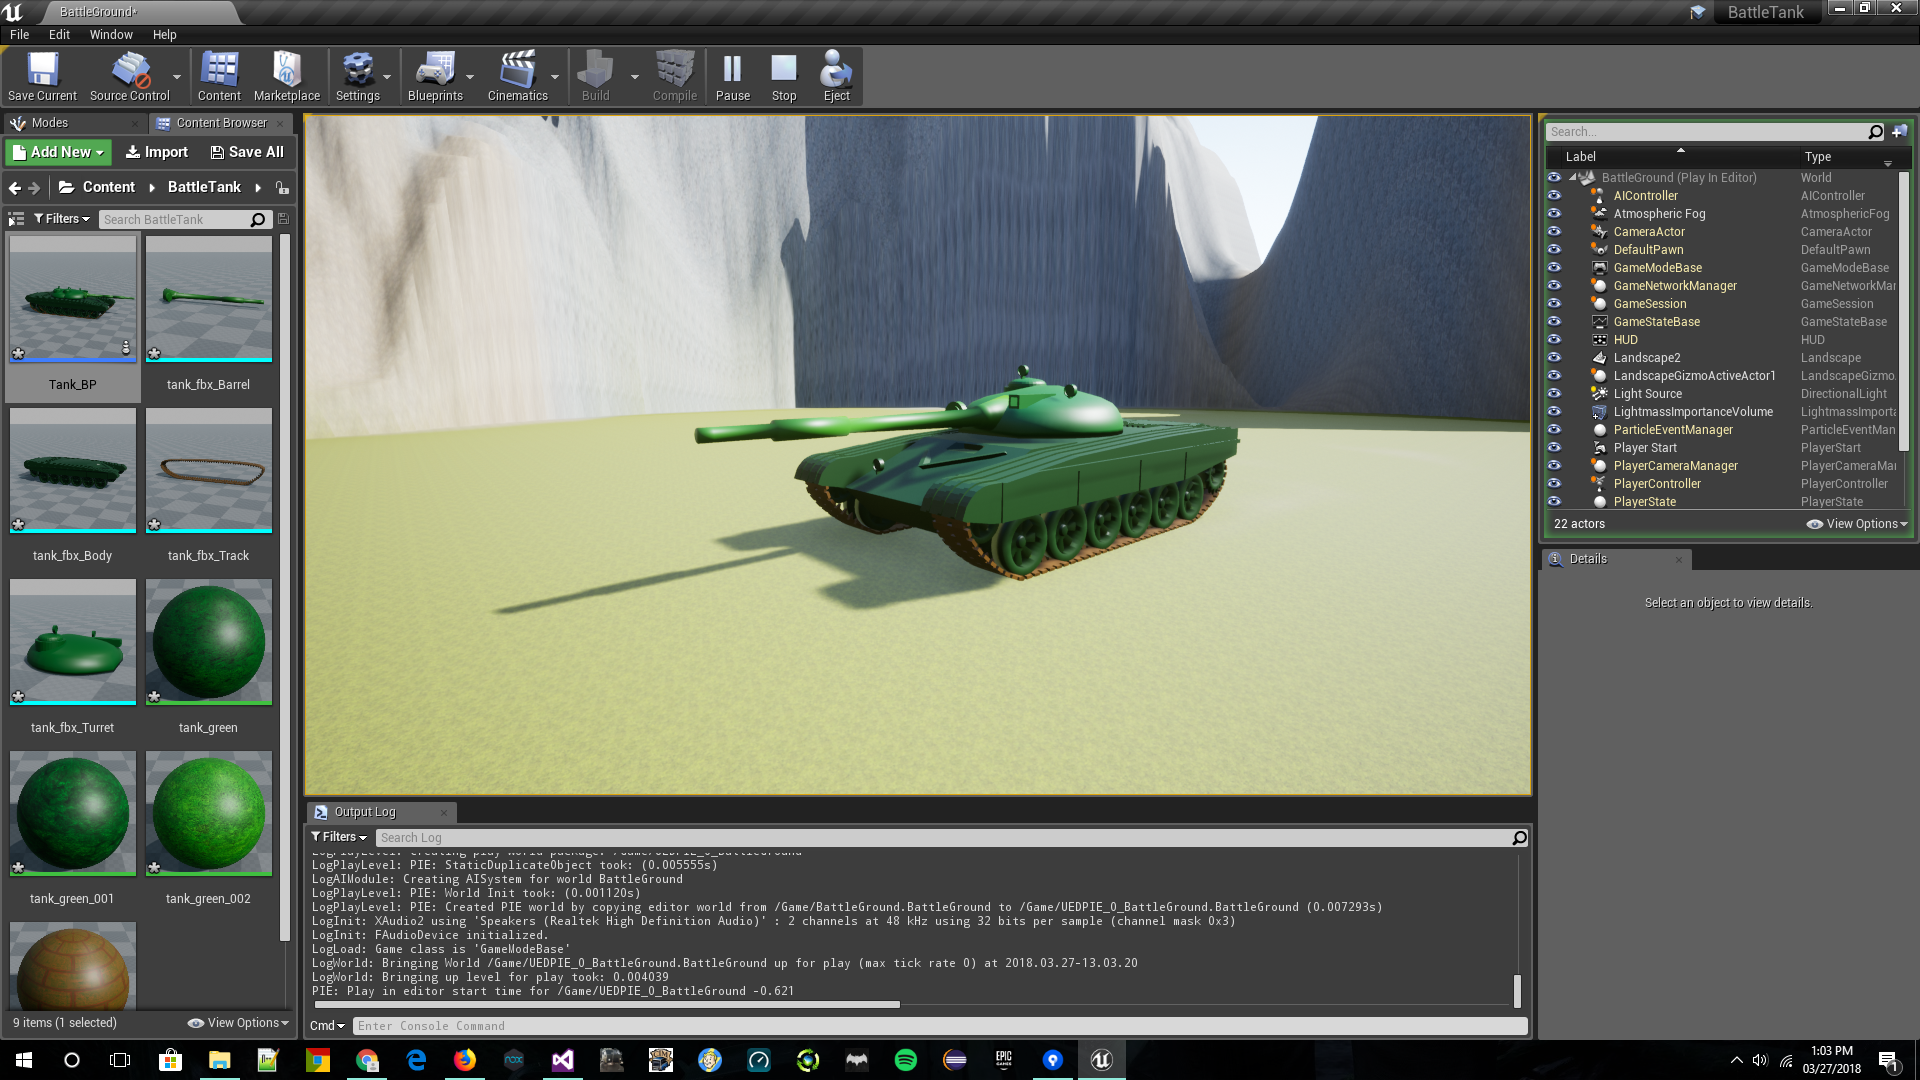 BattleGround*
BattleTank
File Edit Window Help
Save Current Source Control Content Marketplace Settings Blueprints Cinematics Build Compile Pause Stop Eject
Modes
Content Browser
Add New Import Save All
Content BattleTank
Filters Search BattleTank
Tank_BP
tank_fbx_Barrel
tank_fbx_Body
tank_fbx_Track
tank_fbx_Turret
tank_green
tank_green_001
tank_green_002
9 items (1 selected) View Options
Output Log
Filters Search Log
LogPlayLevel: Creating play world package: /Game/UEDPIE_0_BattleGround
LogPlayLevel: PIE: StaticDuplicateObject took: (0.005555s)
LogAIModule: Creating AISystem for world BattleGround
LogPlayLevel: PIE: World Init took: (0.001120s)
LogPlayLevel: PIE: Created PIE world by copying editor world from /Game/BattleGround.BattleGround to /Game/UEDPIE_0_BattleGround.BattleGround (0.007293s)
LogInit: XAudio2 using 'Speakers (Realtek High Definition Audio)' : 2 channels at 48 kHz using 32 bits per sample (channel mask 0x3)
LogInit: FAudioDevice initialized.
LogLoad: Game class is 'GameModeBase'
LogWorld: Bringing World /Game/UEDPIE_0_BattleGround.BattleGround up for play (max tick rate 0) at 2018.03.27-13.03.20
LogWorld: Bringing up level for play took: 0.004039
PIE: Play in editor start time for /Game/UEDPIE_0_BattleGround -0.621
Cmd Enter Console Command
Search...
Label Type
BattleGround (Play In Editor) World
AIController AIController
Atmospheric Fog AtmosphericFog
CameraActor CameraActor
DefaultPawn DefaultPawn
GameModeBase GameModeBase
GameNetworkManager GameNetworkMar
GameSession GameSession
GameStateBase GameStateBase
HUD HUD
Landscape2 Landscape
LandscapeGizmoActiveActor1 LandscapeGizmo
Light Source DirectionalLight
LightmassImportanceVolume LightmassImporta
ParticleEventManager ParticleEventMan
Player Start PlayerStart
PlayerCameraManager PlayerCameraMar
PlayerController PlayerController
PlayerState PlayerState
22 actors View Options
Details
Select an object to view details.
nox
EPIC GAMES
1:03 PM
03/27/2018
1